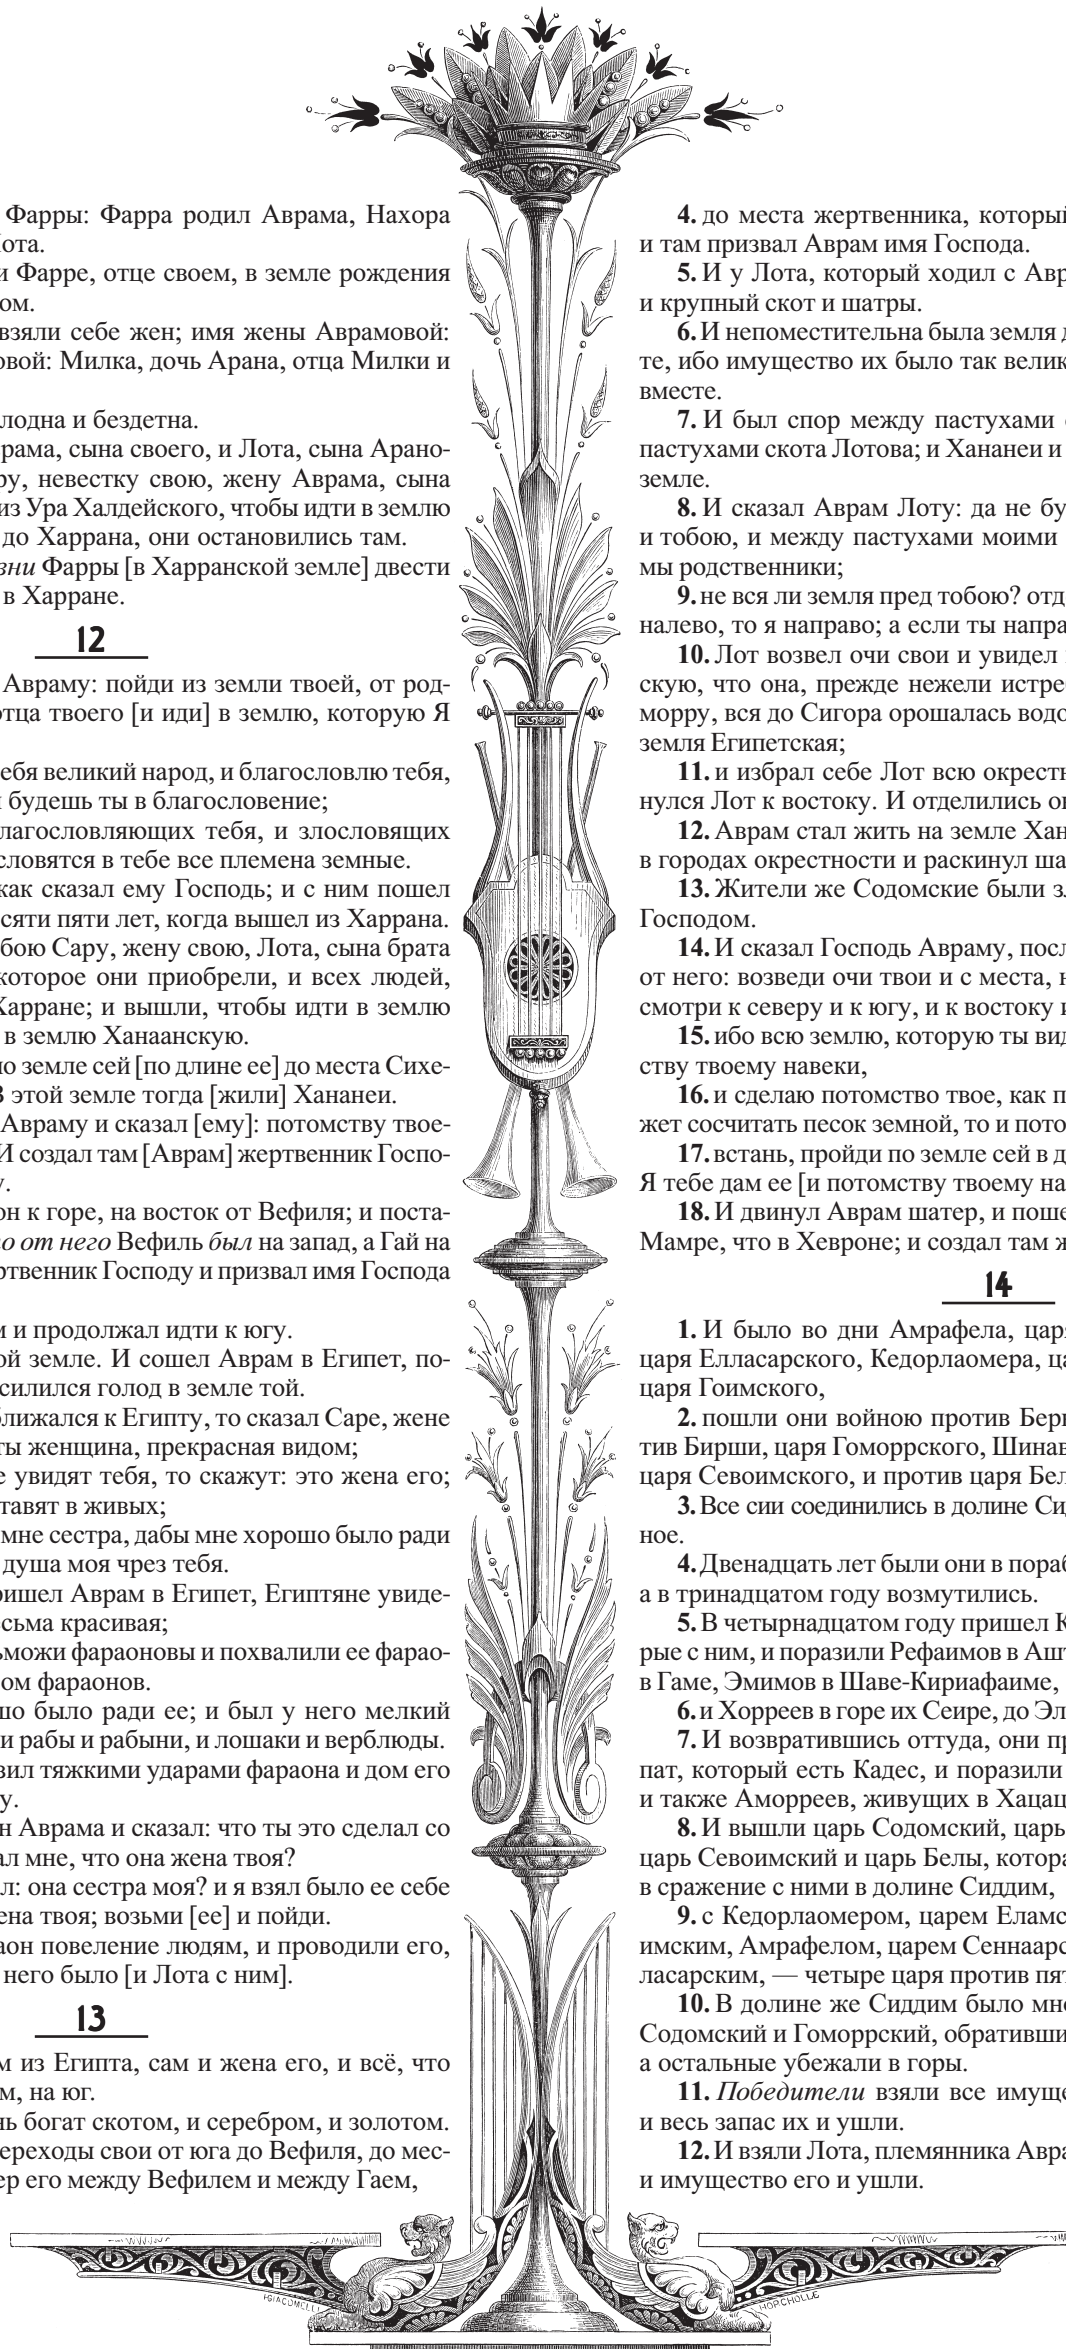 Фарры: Фарра родил Аврама, Нахора
Лота.
и Фарре, отце своем, в земле рождения
ом.
взяли себе жен; имя жены Аврамовой:
овой: Милка, дочь Арана, отца Милки и
лодна и бездетна.
рама, сына своего, и Лота, сына Арано-
ру, невестку свою, жену Аврама, сына
из Ура Халдейского, чтобы идти в землю
до Харрана, они остановились там.
зни Фарры [в Харранской земле] двести
в Харране.
12
Авраму: пойди из земли твоей, от род-
отца твоего [и иди] в землю, которую Я
ебя великий народ, и благословлю тебя,
и будешь ты в благословение;
лагословляющих тебя, и злословящих
словятся в тебе все племена земные.
как сказал ему Господь; и с ним пошел
сяти пяти лет, когда вышел из Харрана.
бою Сару, жену свою, Лота, сына брата
которое они приобрели, и всех людей,
Харране; и вышли, чтобы идти в землю
в землю Ханаанскую.
по земле сей [по длине ее] до места Сихе-
В этой земле тогда [жили] Хананеи.
Авраму и сказал [ему]: потомству твое-
И создал там [Аврам] жертвенник Госпо-
у.
он к горе, на восток от Вефиля; и поста-
о от него Вефиль был на запад, а Гай на
ртвенник Господу и призвал имя Господа
м и продолжал идти к югу.
ой земле. И сошел Аврам в Египет, по-
силился голод в земле той.
ближался к Египту, то сказал Саре, жене
ты женщина, прекрасная видом;
е увидят тебя, то скажут: это жена его;
тавят в живых;
мне сестра, дабы мне хорошо было ради
душа моя чрез тебя.
ришел Аврам в Египет, Египтяне увиде-
есьма красивая;
ьможи фараоновы и похвалили ее фарао-
ом фараонов.
шо было ради ее; и был у него мелкий
и рабы и рабыни, и лошаки и верблюды.
зил тяжкими ударами фараона и дом его
у.
н Аврама и сказал: что ты это сделал со
ал мне, что она жена твоя?
л: она сестра моя? и я взял было ее себе
ена твоя; возьми [ее] и пойди.
аон повеление людям, и проводили его,
него было [и Лота с ним].
13
м из Египта, сам и жена его, и всё, что
м, на юг.
нь богат скотом, и серебром, и золотом.
ереходы свои от юга до Вефиля, до мес-
ер его между Вефилем и между Гаем,
4. до места жертвенника, который
и там призвал Аврам имя Господа.
5. И у Лота, который ходил с Авр
и крупный скот и шатры.
6. И непоместительна была земля д
те, ибо имущество их было так велик
вместе.
7. И был спор между пастухами с
пастухами скота Лотова; и Хананеи и
земле.
8. И сказал Аврам Лоту: да не бу
и тобою, и между пастухами моими
мы родственники;
9. не вся ли земля пред тобою? отд
налево, то я направо; а если ты напра
10. Лот возвел очи свои и увидел
скую, что она, прежде нежели истре
морру, вся до Сигора орошалась водо
земля Египетская;
11. и избрал себе Лот всю окрестн
нулся Лот к востоку. И отделились он
12. Аврам стал жить на земле Хан
в городах окрестности и раскинул ша
13. Жители же Содомские были зл
Господом.
14. И сказал Господь Авраму, посл
от него: возведи очи твои и с места, н
смотри к северу и к югу, и к востоку и
15. ибо всю землю, которую ты вид
ству твоему навеки,
16. и сделаю потомство твое, как п
жет сосчитать песок земной, то и пото
17. встань, пройди по земле сей в д
Я тебе дам ее [и потомству твоему на
18. И двинул Аврам шатер, и поше
Мамре, что в Хевроне; и создал там ж
14
1. И было во дни Амрафела, царя
царя Елласарского, Кедорлаомера, ца
царя Гоимского,
2. пошли они войною против Бер
тив Бирши, царя Гоморрского, Шинав
царя Севоимского, и против царя Бел
3. Все сии соединились в долине Си
ное.
4. Двенадцать лет были они в пораб
а в тринадцатом году возмутились.
5. В четырнадцатом году пришел К
рые с ним, и поразили Рефаимов в Ашт
в Гаме, Эмимов в Шаве-Кириафаиме,
6. и Хорреев в горе их Сеире, до Эл
7. И возвратившись оттуда, они пр
пат, который есть Кадес, и поразили
и также Аморреев, живущих в Хацац
8. И вышли царь Содомский, царь
царь Севоимский и царь Белы, котора
в сражение с ними в долине Сиддим,
9. с Кедорлаомером, царем Еламс
имским, Амрафелом, царем Сеннаарс
ласарским, — четыре царя против пят
10. В долине же Сиддим было мно
Содомский и Гоморрский, обративши
а остальные убежали в горы.
11. Победители взяли все имуще
и весь запас их и ушли.
12. И взяли Лота, племянника Авра
и имущество его и ушли.
H.GIACOMELLI